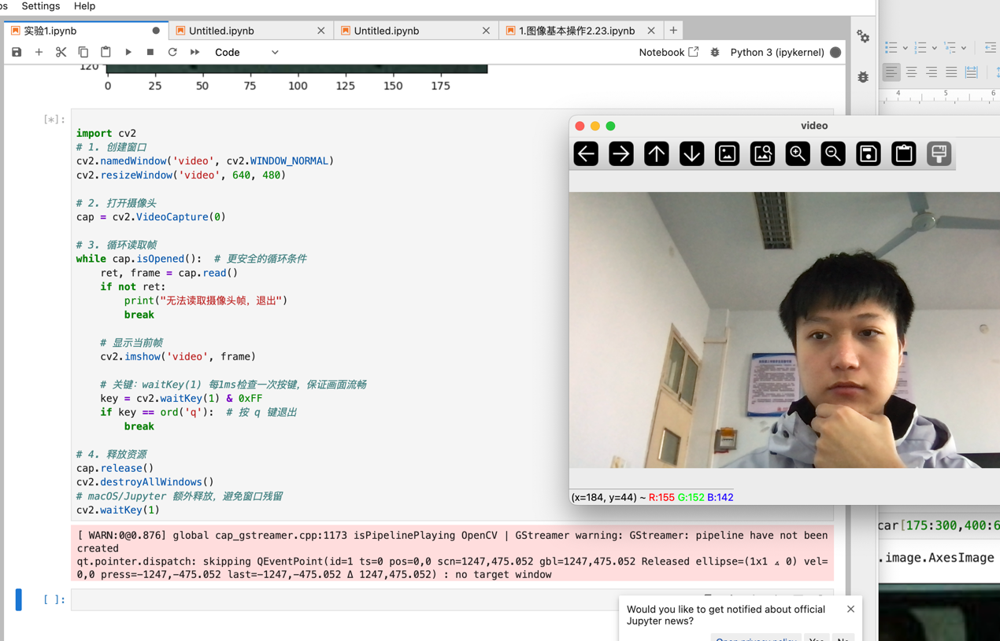 Settings Help
实验1.ipynb
Untitled.ipynb
Untitled.ipynb
1.图像基本操作2.23.ipynb
Code
Notebook
Python 3 (ipykernel)
4 5 6
120
0 25 50 75 100 125 150 175
[*]:
import cv2
# 1. 创建窗口
cv2.namedWindow('video', cv2.WINDOW_NORMAL)
cv2.resizeWindow('video', 640, 480)
# 2. 打开摄像头
cap = cv2.VideoCapture(0)
# 3. 循环读取帧
while cap.isOpened():  # 更安全的循环条件
    ret, frame = cap.read()
    if not ret:
        print("无法读取摄像头帧，退出")
        break
    # 显示当前帧
    cv2.imshow('video', frame)
    # 关键：waitKey(1) 每1ms检查一次按键，保证画面流畅
    key = cv2.waitKey(1) & 0xFF
    if key == ord('q'):  # 按 q 键退出
        break
# 4. 释放资源
cap.release()
cv2.destroyAllWindows()
# macOS/Jupyter 额外释放，避免窗口残留
cv2.waitKey(1)
[ WARN:0@0.876] global cap_gstreamer.cpp:1173 isPipelinePlaying OpenCV | GStreamer warning: GStreamer: pipeline have not been
created
qt.pointer.dispatch: skipping QEventPoint(id=1 ts=0 pos=0,0 scn=1247,475.052 gbl=1247,475.052 Released ellipse=(1x1 ∡ 0) vel=
0,0 press=-1247,-475.052 last=-1247,-475.052 Δ 1247,475.052) : no target window
[ ]:
video
(x=184, y=44) ~ R:155 G:152 B:142
car[175:300,400:6
.image.AxesImage
Would you like to get notified about official
Jupyter news?
Open privacy policy Yes No